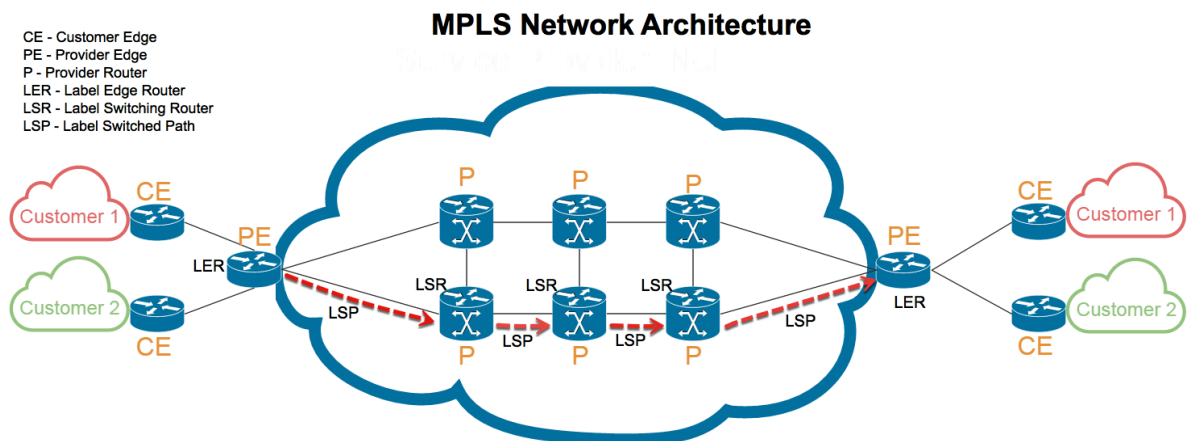 MPLS Network Architecture
CE - Customer Edge
PE - Provider Edge
P - Provider Router
LER - Label Edge Router
LSR - Label Switching Router
LSP - Label Switched Path
P
P
P
CE
CE
Customer 1
Customer 1
PE
PE
LER
LSR
LSR
LSR
LER
Customer 2
Customer 2
LSP
LSP
LSP
LSP
CE
P
P
P
CE